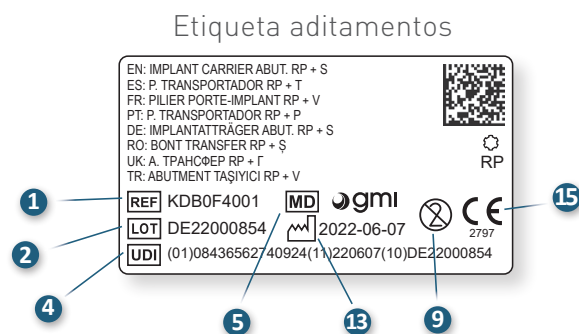 Etiqueta aditamentos
EN: IMPLANT CARRIER ABUT. RP + S
ES: P. TRANSPORTADOR RP + T
FR: PILIER PORTE-IMPLANT RP + V
PT: P. TRANSPORTADOR RP + P
DE: IMPLANTATTRÄGER ABUT. RP + S
RO: BONT TRANSFER RP + Ș
UK: А. ТРАНСФЕР RP + Г
TR: ABUTMENT TAŞIYICI RP + V
RP
1 REF KDB0F4001 MD gmi
2 LOT DE22000854 2022-06-07 2 CE 15
2797
4 UDI (01)08436562740924(11)220607(10)DE22000854
5 13 9